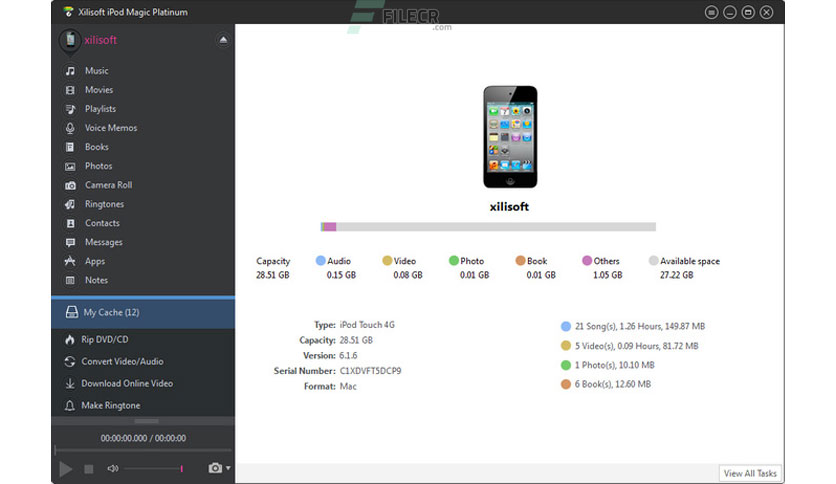 Xilisoft iPod Magic Platinum
FILECR
.com
xilisoft
Music
Movies
Playlists
Voice Memos
Books
Photos
Camera Roll
Ringtones
Contacts
Messages
Apps
Notes
My Cache (12)
Rip DVD/CD
Convert Video/Audio
Download Online Video
Make Ringtone
00:00:00.000 / 00:00:00
xilisoft
Capacity Audio Video Photo Book Others Available space
28.51 GB 0.15 GB 0.08 GB 0.01 GB 0.01 GB 1.05 GB 27.22 GB
Type: iPod Touch 4G
Capacity: 28.51 GB
Version: 6.1.6
Serial Number: C1XDVFT5DCP9
Format: Mac
21 Song(s), 1.26 Hours, 149.87 MB
5 Video(s), 0.09 Hours, 81.72 MB
1 Photo(s), 10.10 MB
6 Book(s), 12.60 MB
View All Tasks